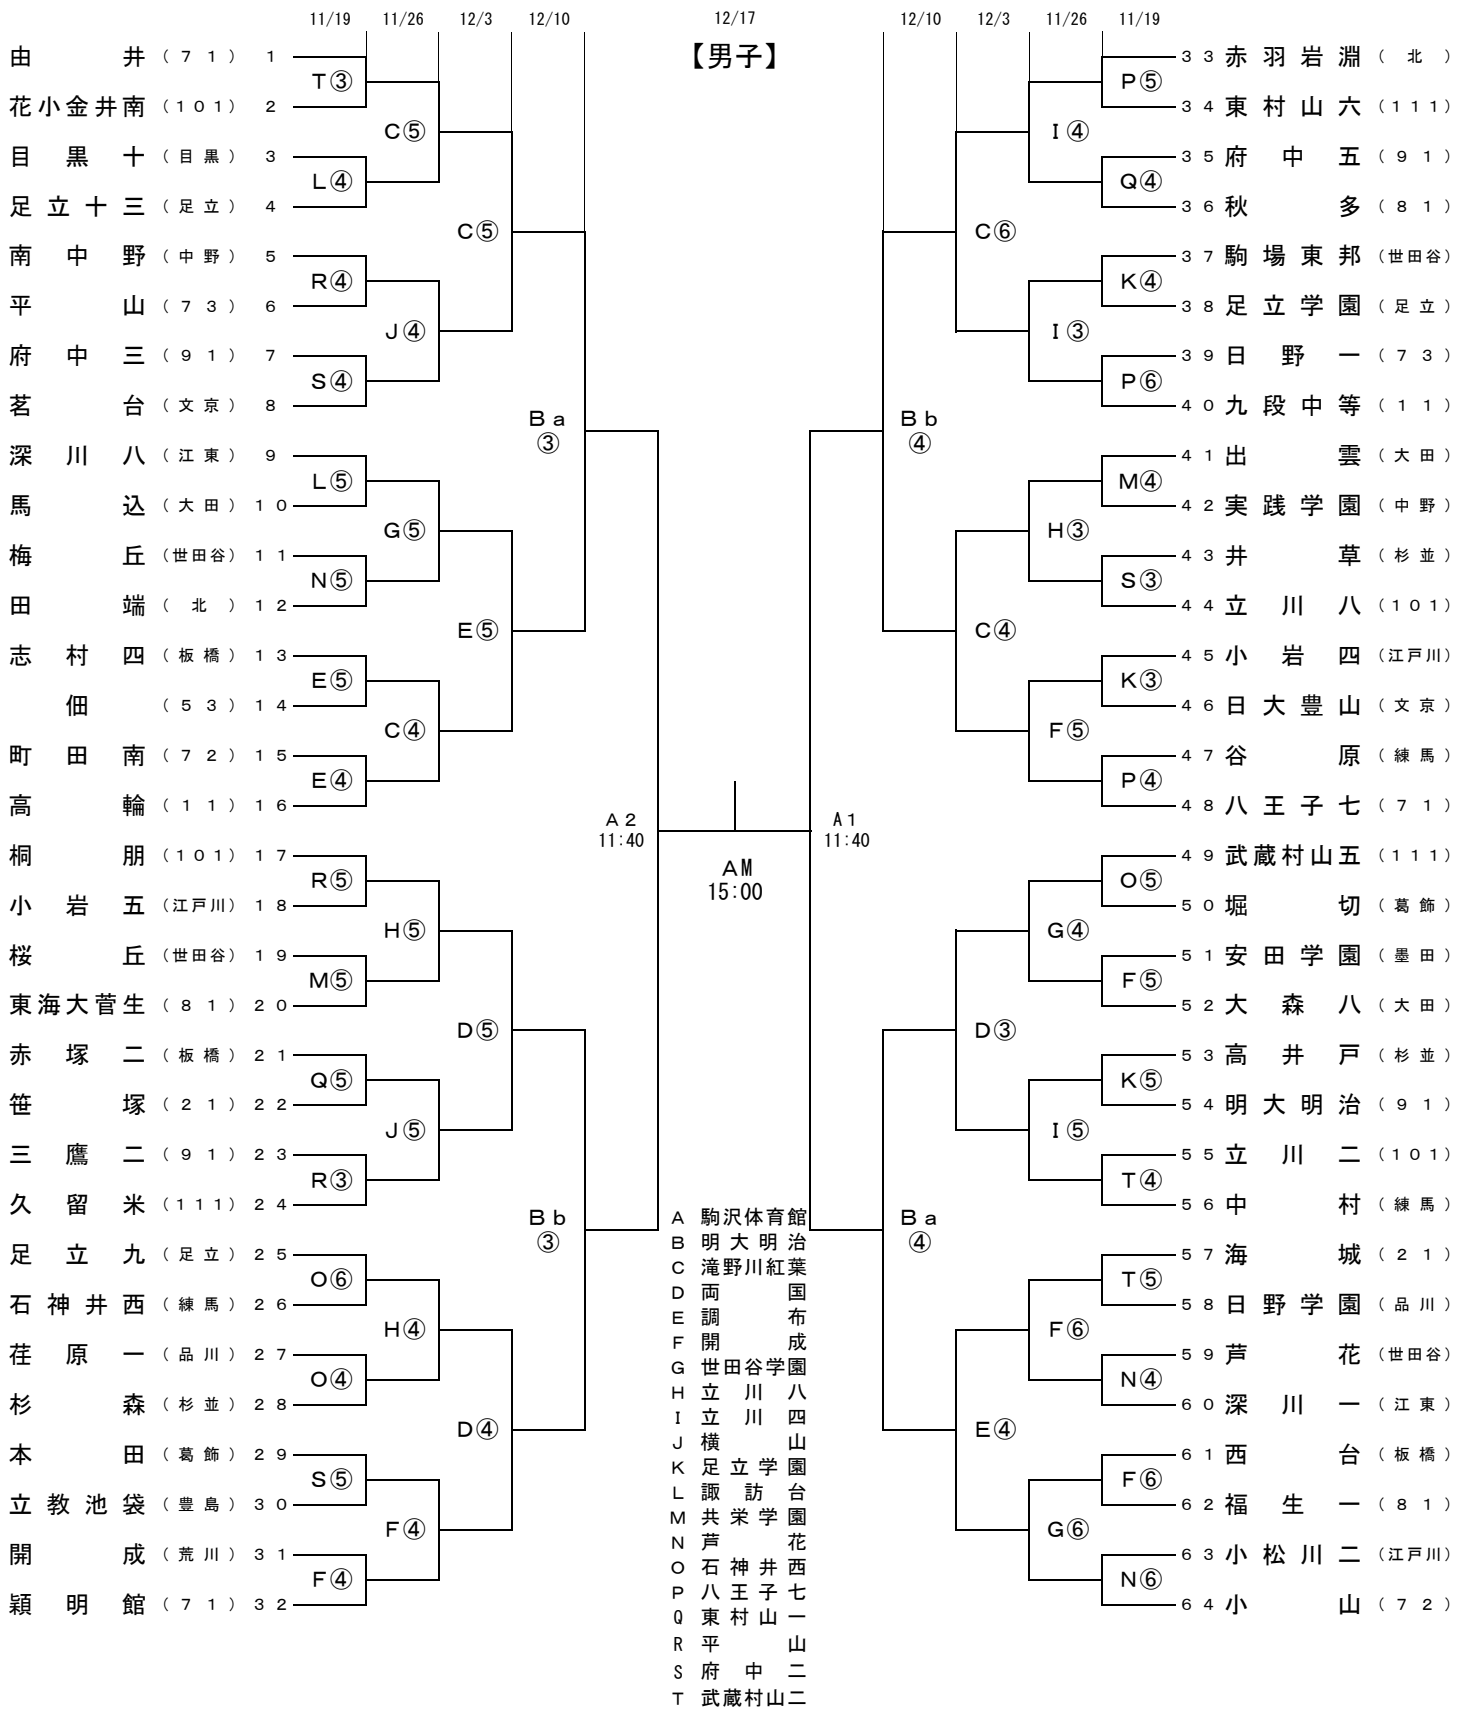 11/19 11/26 12/3 12/10 12/17 12/10 12/3 11/26 11/19
【男子】
由井 （７１） 1
T③
花小金井南 （１０１） 2
C⑤
目黒十 （目黒） 3
L④
足立十三 （足立） 4
C⑤
南中野 （中野） 5
R④
平山 （７３） 6
J④
府中三 （９１） 7
S④
茗台 （文京） 8
Ba③
深川八 （江東） 9
L⑤
馬込 （大田） 10
G⑤
梅丘 （世田谷） 11
N⑤
田端 （北） 12
E⑤
志村四 （板橋） 13
E⑤
佃 （５３） 14
C④
町田南 （７２） 15
E④
高輪 （１１） 16
A2
11:40
桐朋 （１０１） 17
R⑤
小岩五 （江戸川） 18
H⑤
桜丘 （世田谷） 19
M⑤
東海大菅生 （８１） 20
D⑤
赤塚二 （板橋） 21
Q⑤
笹塚 （２１） 22
J⑤
三鷹二 （９１） 23
R③
久留米 （１１１） 24
Bb③
足立九 （足立） 25
O⑥
石神井西 （練馬） 26
H④
荏原一 （品川） 27
O④
杉森 （杉並） 28
D④
本田 （葛飾） 29
S⑤
立教池袋 （豊島） 30
F④
開成 （荒川） 31
F④
穎明館 （７１） 32
AM
15:00
33 赤羽岩淵 （北）
P⑤
34 東村山六 （１１１）
I④
35 府中五 （９１）
Q④
36 秋多 （８１）
C⑥
37 駒場東邦 （世田谷）
K④
38 足立学園 （足立）
I③
39 日野一 （７３）
P⑥
40 九段中等 （１１）
Bb④
41 出雲 （大田）
M④
42 実践学園 （中野）
H③
43 井草 （杉並）
S③
44 立川八 （１０１）
C④
45 小岩四 （江戸川）
K③
46 日大豊山 （文京）
F⑤
47 谷原 （練馬）
P④
48 八王子七 （７１）
A1
11:40
49 武蔵村山五 （１１１）
O⑤
50 堀切 （葛飾）
G④
51 安田学園 （墨田）
F⑤
52 大森八 （大田）
D③
53 高井戸 （杉並）
K⑤
54 明大明治 （９１）
I⑤
55 立川二 （１０１）
T④
56 中村 （練馬）
Ba④
57 海城 （２１）
T⑤
58 日野学園 （品川）
F⑥
59 芦花 （世田谷）
N④
60 深川一 （江東）
E④
61 西台 （板橋）
F⑥
62 福生一 （８１）
G⑥
63 小松川二 （江戸川）
N⑥
64 小山 （７２）
A 駒沢体育館
B 明大明治
C 滝野川紅葉
D 両国
E 調布
F 開成
G 世田谷学園
H 立川八
I 立川四
J 横山
K 足立学園
L 諏訪台
M 共栄学園
N 芦花
O 石神井西
P 八王子七
Q 東村山一
R 平山
S 府中二
T 武蔵村山二